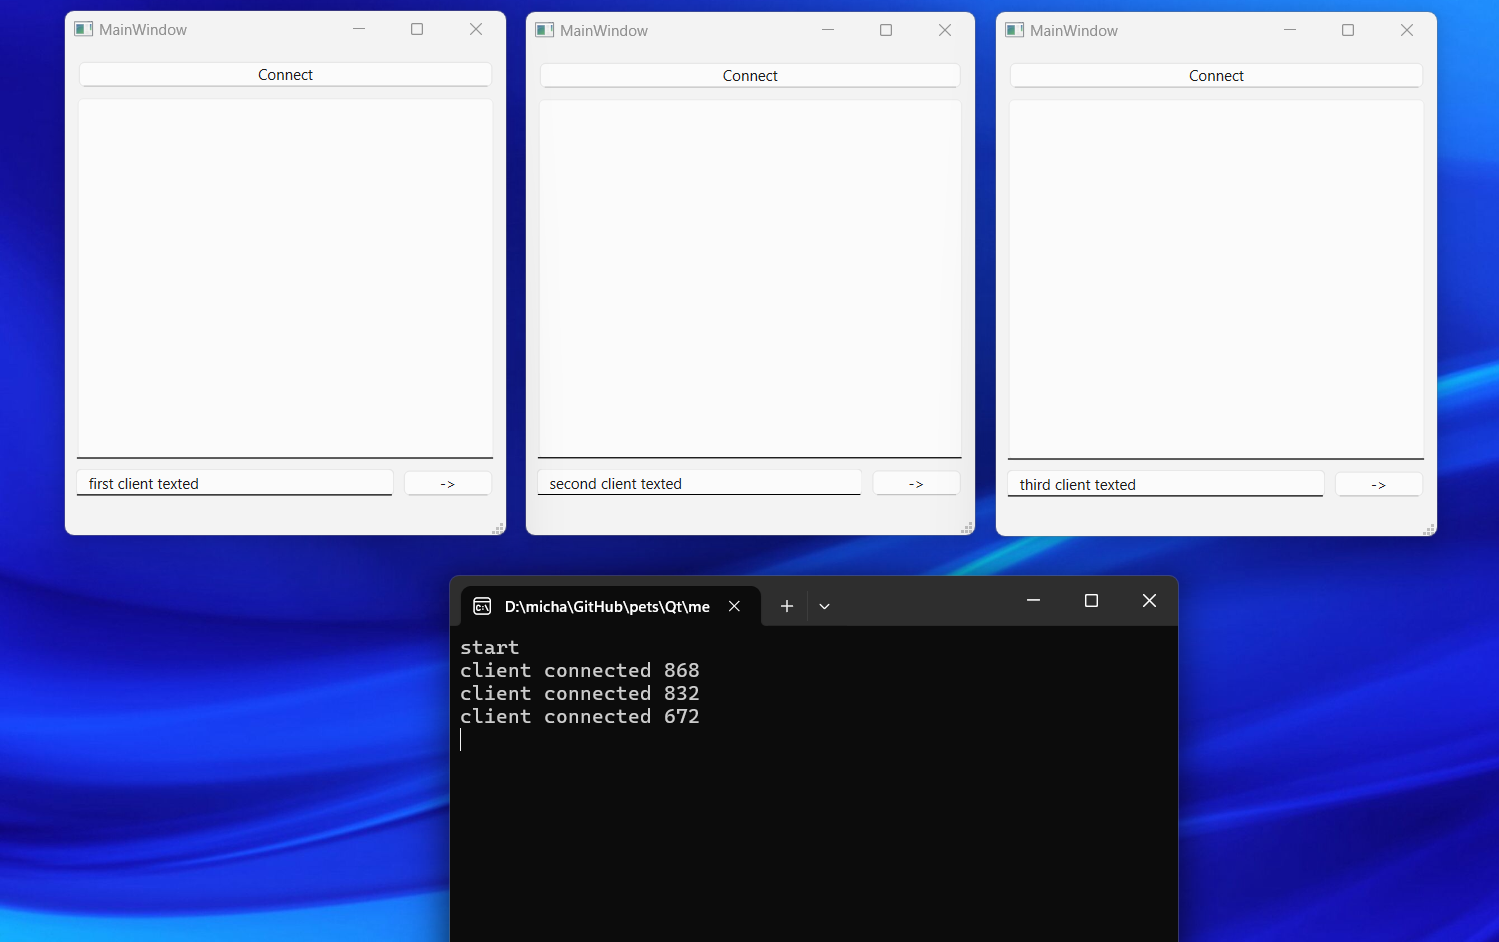 MainWindow
Connect
first client texted
->
MainWindow
Connect
second client texted
->
MainWindow
Connect
third client texted
->
D:\micha\GitHub\pets\Qt\me
start
client connected 868
client connected 832
client connected 672